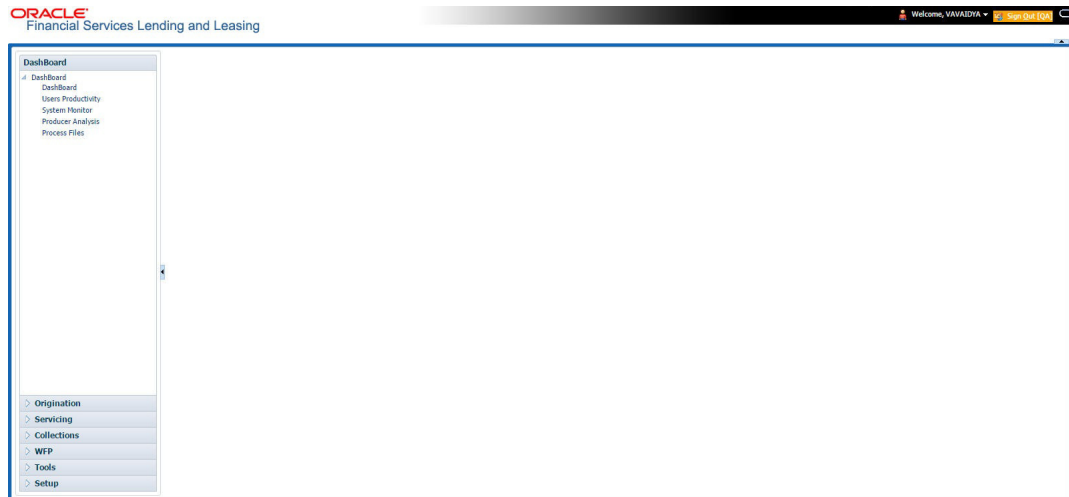 ORACLE
Financial Services Lending and Leasing
Welcome, VAVAIDYA
Sign Out [QA]
DashBoard
DashBoard
DashBoard
Users Productivity
System Monitor
Producer Analysis
Process Files
Origination
Servicing
Collections
WFP
Tools
Setup